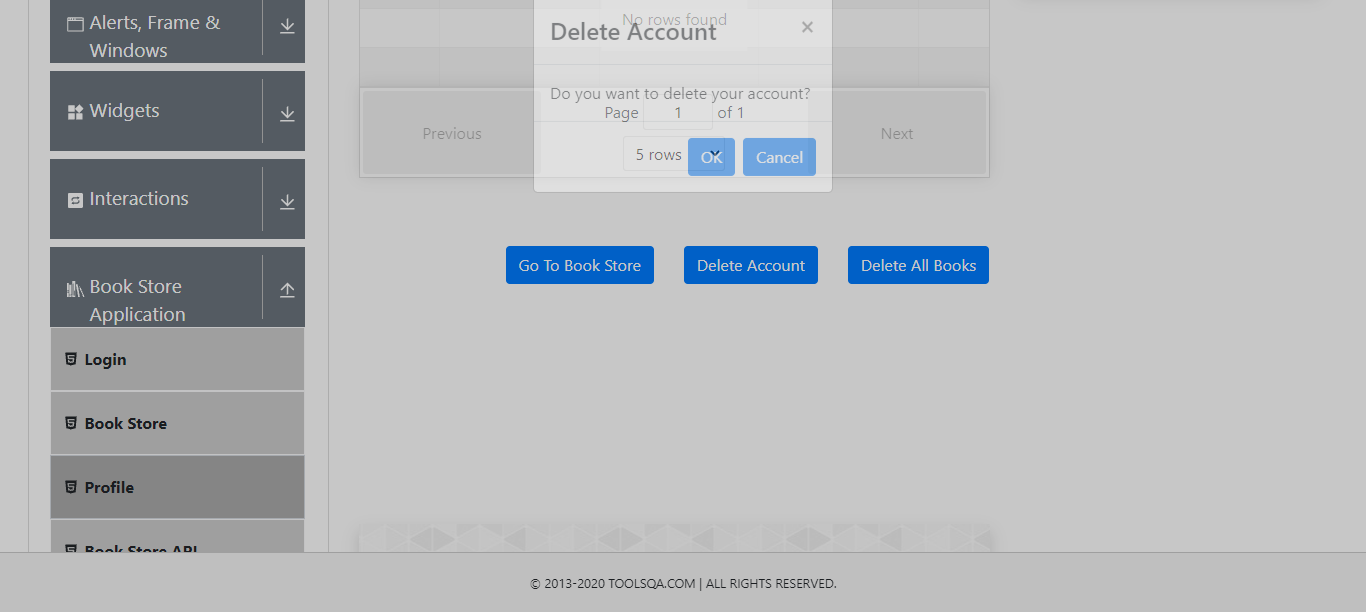 Alerts, Frame &
Windows
Widgets
Interactions
Book Store
Application
Login
Book Store
Profile
Book Store API
No rows found
Delete Account
×
Do you want to delete your account?
Previous
Page 1 of 1
Next
5 rows
OK
Cancel
Go To Book Store
Delete Account
Delete All Books
© 2013-2020 TOOLSQA.COM | ALL RIGHTS RESERVED.